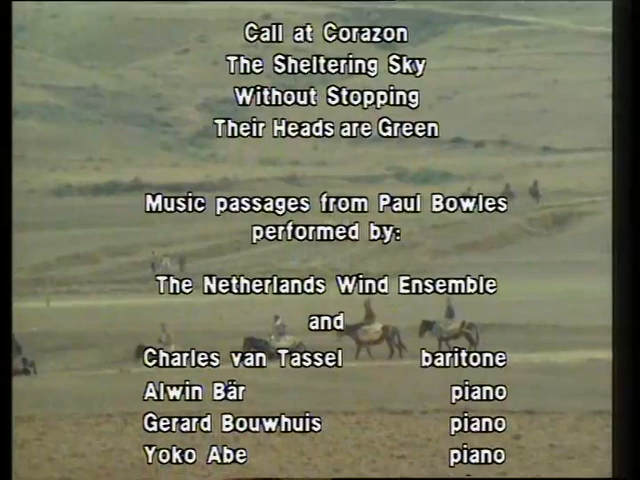 Call at Corazon
The Sheltering Sky
Without Stopping
Their Heads are Green
Music passages from Paul Bowles
performed by:
The Netherlands Wind Ensemble
and
Charles van Tassel baritone
Alwin Bär piano
Gerard Bouwhuis piano
Yoko Abe piano